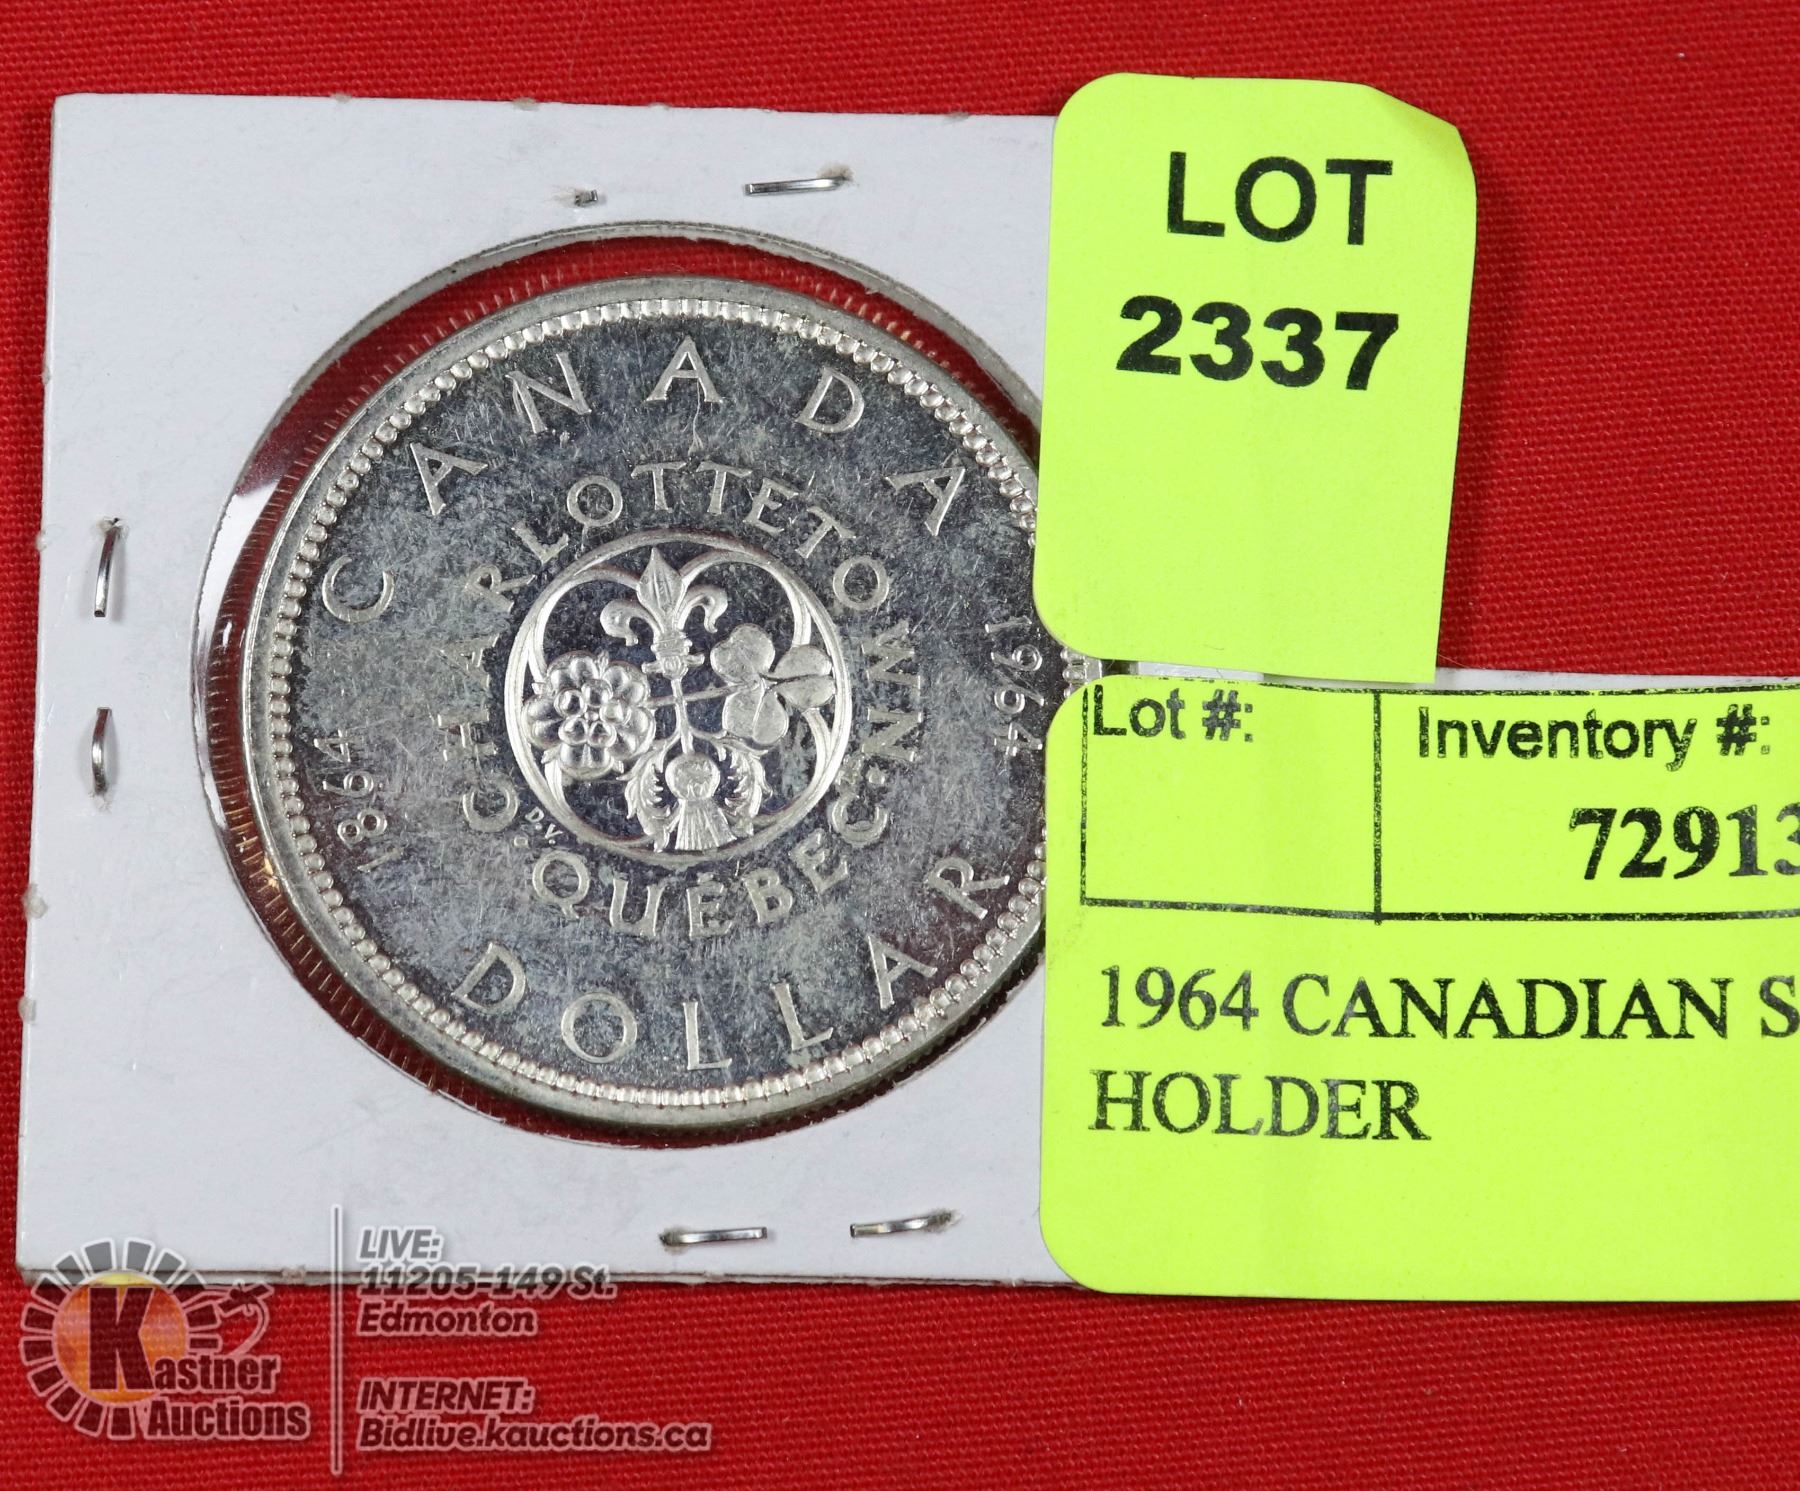 LOT
2337
Lot #:
Inventory #:
72913
1964 CANADIAN S
HOLDER
CANADA
CHARLOTTETOWN
1864
1964
D.V.
QUÉBEC
DOLLAR
LIVE:
11205-149 St.
Edmonton
INTERNET:
Bidlive.kauctions.ca
Kastner
Auctions